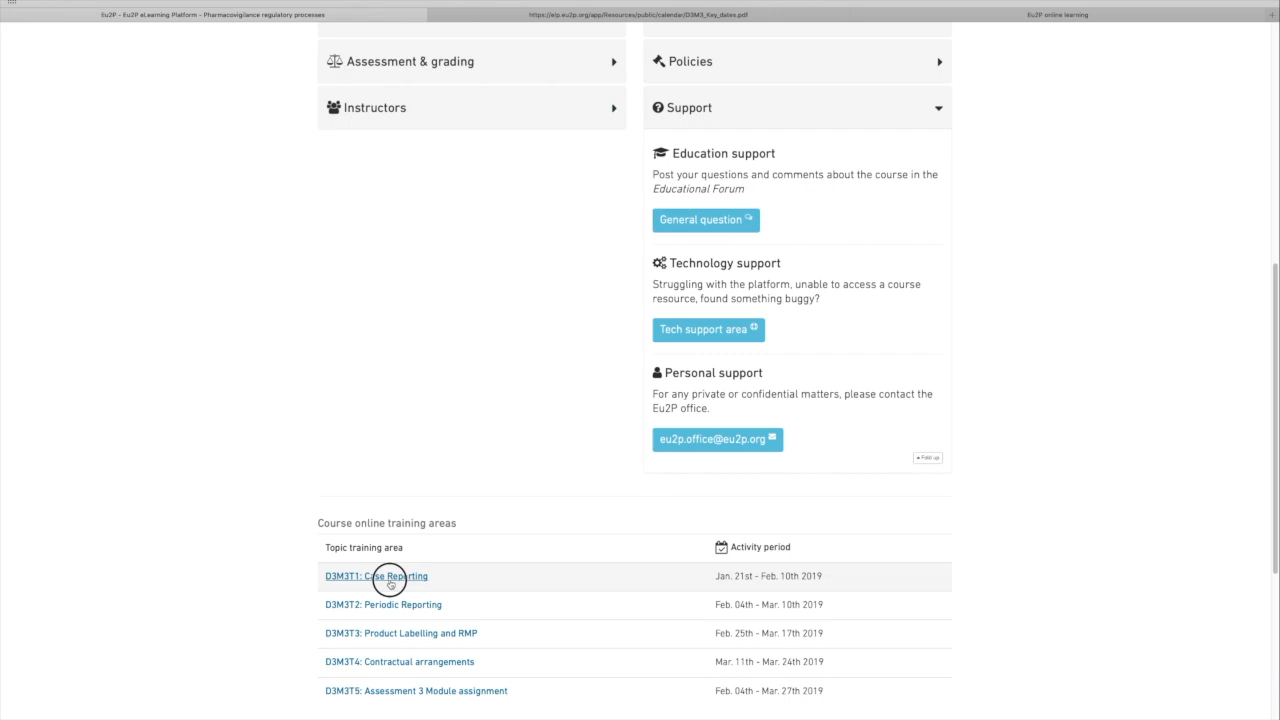 Eu2P - Eu2P eLearning Platform - Pharmacovigilance regulatory processes
https://elp.eu2p.org/app/Resources/public/calendar/D3M3_Key_dates.pdf
Eu2P online learning
Assessment & grading
Policies
Instructors
Support
Education support
Post your questions and comments about the course in the
Educational Forum
General question
Technology support
Struggling with the platform, unable to access a course
resource, found something buggy?
Tech support area
Personal support
For any private or confidential matters, please contact the
Eu2P office.
eu2p.office@eu2p.org
Fold up
Course online training areas
Topic training area
Activity period
D3M3T1: Case Reporting
Jan. 21st - Feb. 10th 2019
D3M3T2: Periodic Reporting
Feb. 04th - Mar. 10th 2019
D3M3T3: Product Labelling and RMP
Feb. 25th - Mar. 17th 2019
D3M3T4: Contractual arrangements
Mar. 11th - Mar. 24th 2019
D3M3T5: Assessment 3 Module assignment
Feb. 04th - Mar. 27th 2019